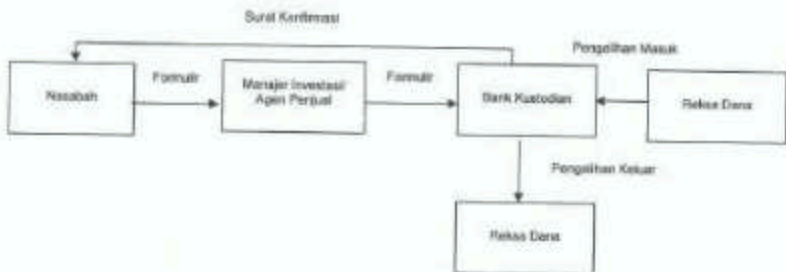 Surat Konfirmasi
Pengalihan Masuk
Nasabah
Formulir
Manajer Investasi/
Agen Penjual
Formulir
Bank Kustodian
Reksa Dana
Pengalihan Keluar
Reksa Dana